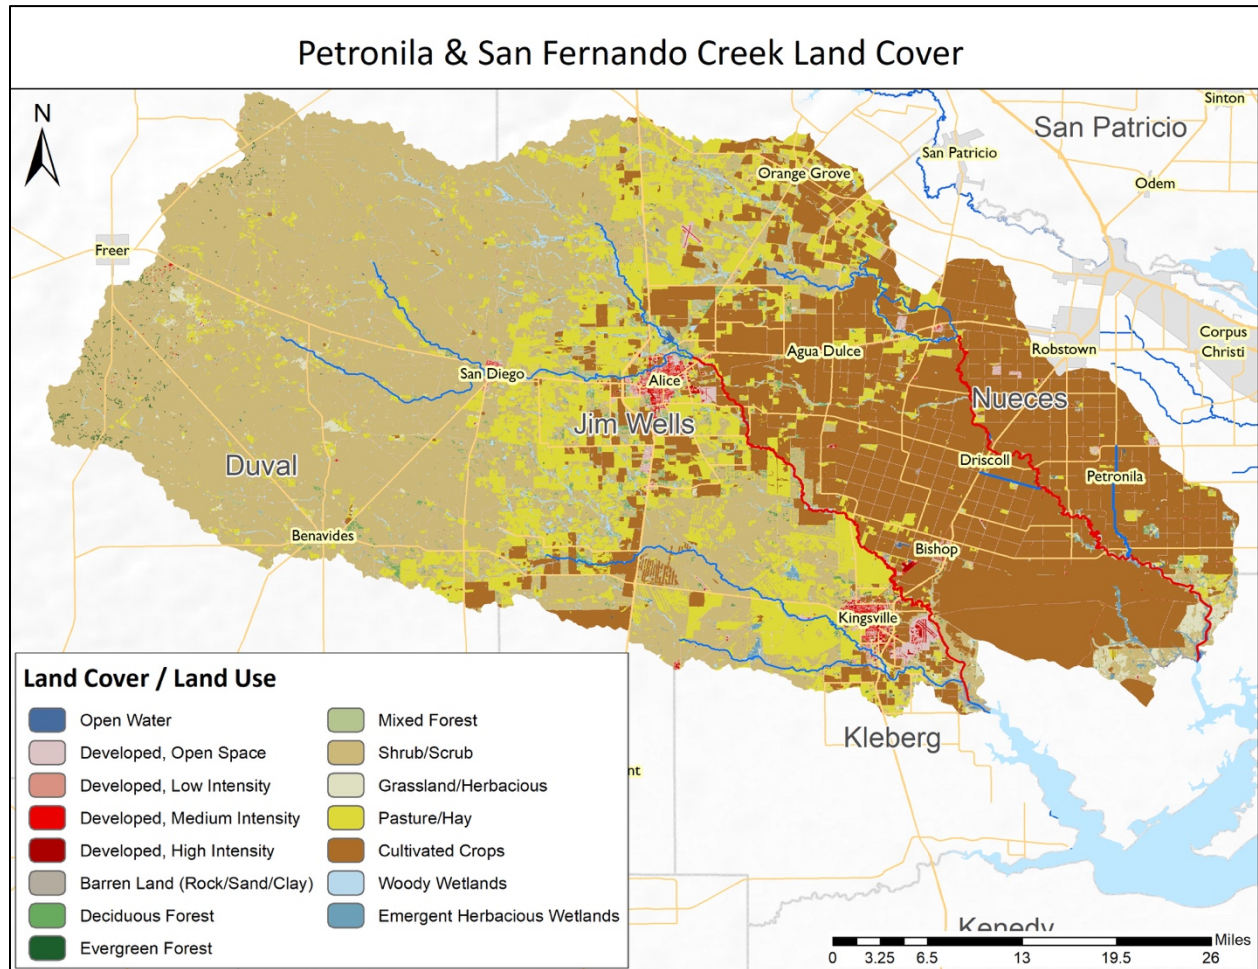 Petronila & San Fernando Creek Land Cover
N
Sinton
San Patricio
San Patricio
Orange Grove
Odem
Freer
Corpus
Christi
Agua Dulce
Robstown
San Diego
Alice
Nueces
Jim Wells
Driscoll
Duval
Petronila
Benavides
Bishop
Kingsville
Kleberg
nt
Kenedy
Land Cover / Land Use
Open Water
Developed, Open Space
Developed, Low Intensity
Developed, Medium Intensity
Developed, High Intensity
Barren Land (Rock/Sand/Clay)
Deciduous Forest
Evergreen Forest
Mixed Forest
Shrub/Scrub
Grassland/Herbacious
Pasture/Hay
Cultivated Crops
Woody Wetlands
Emergent Herbacious Wetlands
Miles
0 3.25 6.5 13 19.5 26